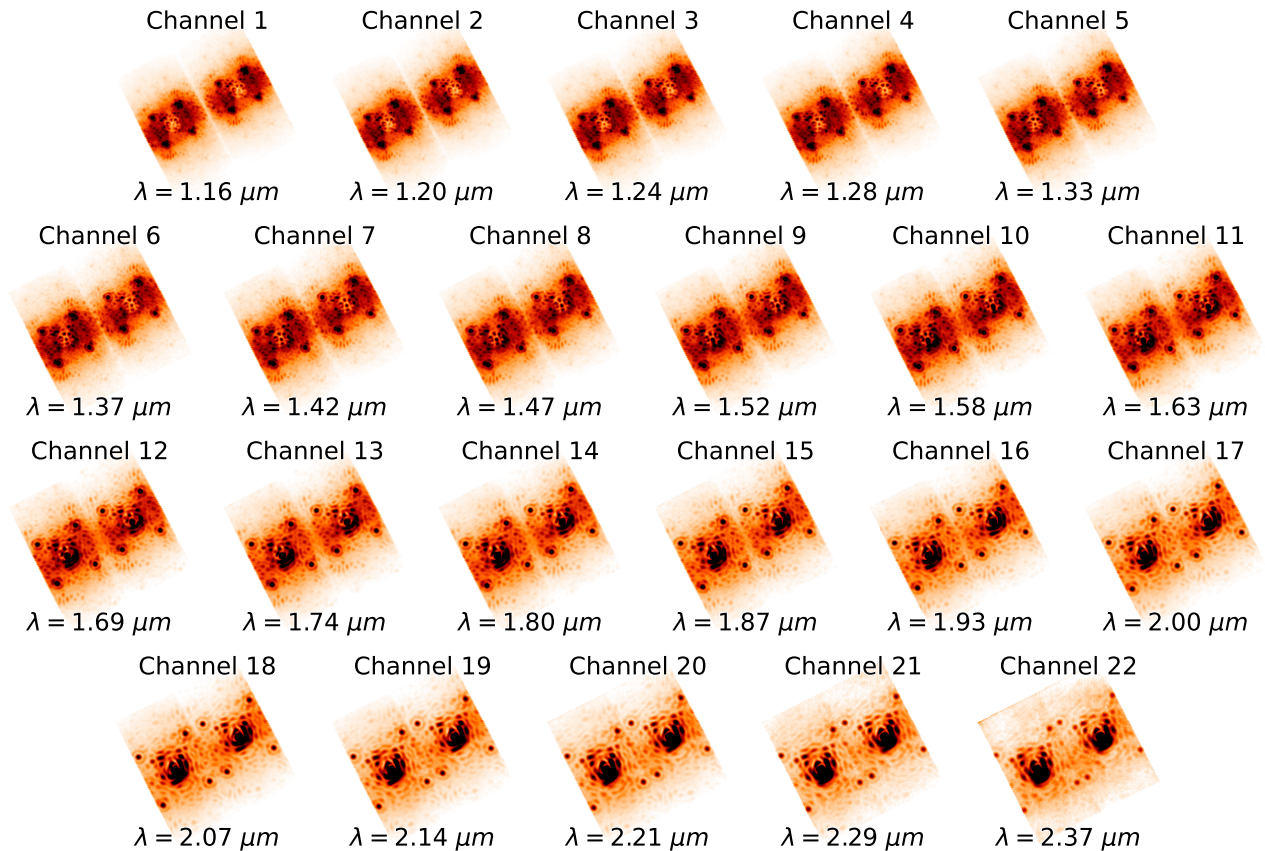 Channel 1 Channel 2 Channel 3 Channel 4 Channel 5
λ = 1.16 μm λ = 1.20 μm λ = 1.24 μm λ = 1.28 μm λ = 1.33 μm
Channel 6 Channel 7 Channel 8 Channel 9 Channel 10 Channel 11
λ = 1.37 μm λ = 1.42 μm λ = 1.47 μm λ = 1.52 μm λ = 1.58 μm λ = 1.63 μm
Channel 12 Channel 13 Channel 14 Channel 15 Channel 16 Channel 17
λ = 1.69 μm λ = 1.74 μm λ = 1.80 μm λ = 1.87 μm λ = 1.93 μm λ = 2.00 μm
Channel 18 Channel 19 Channel 20 Channel 21 Channel 22
λ = 2.07 μm λ = 2.14 μm λ = 2.21 μm λ = 2.29 μm λ = 2.37 μm